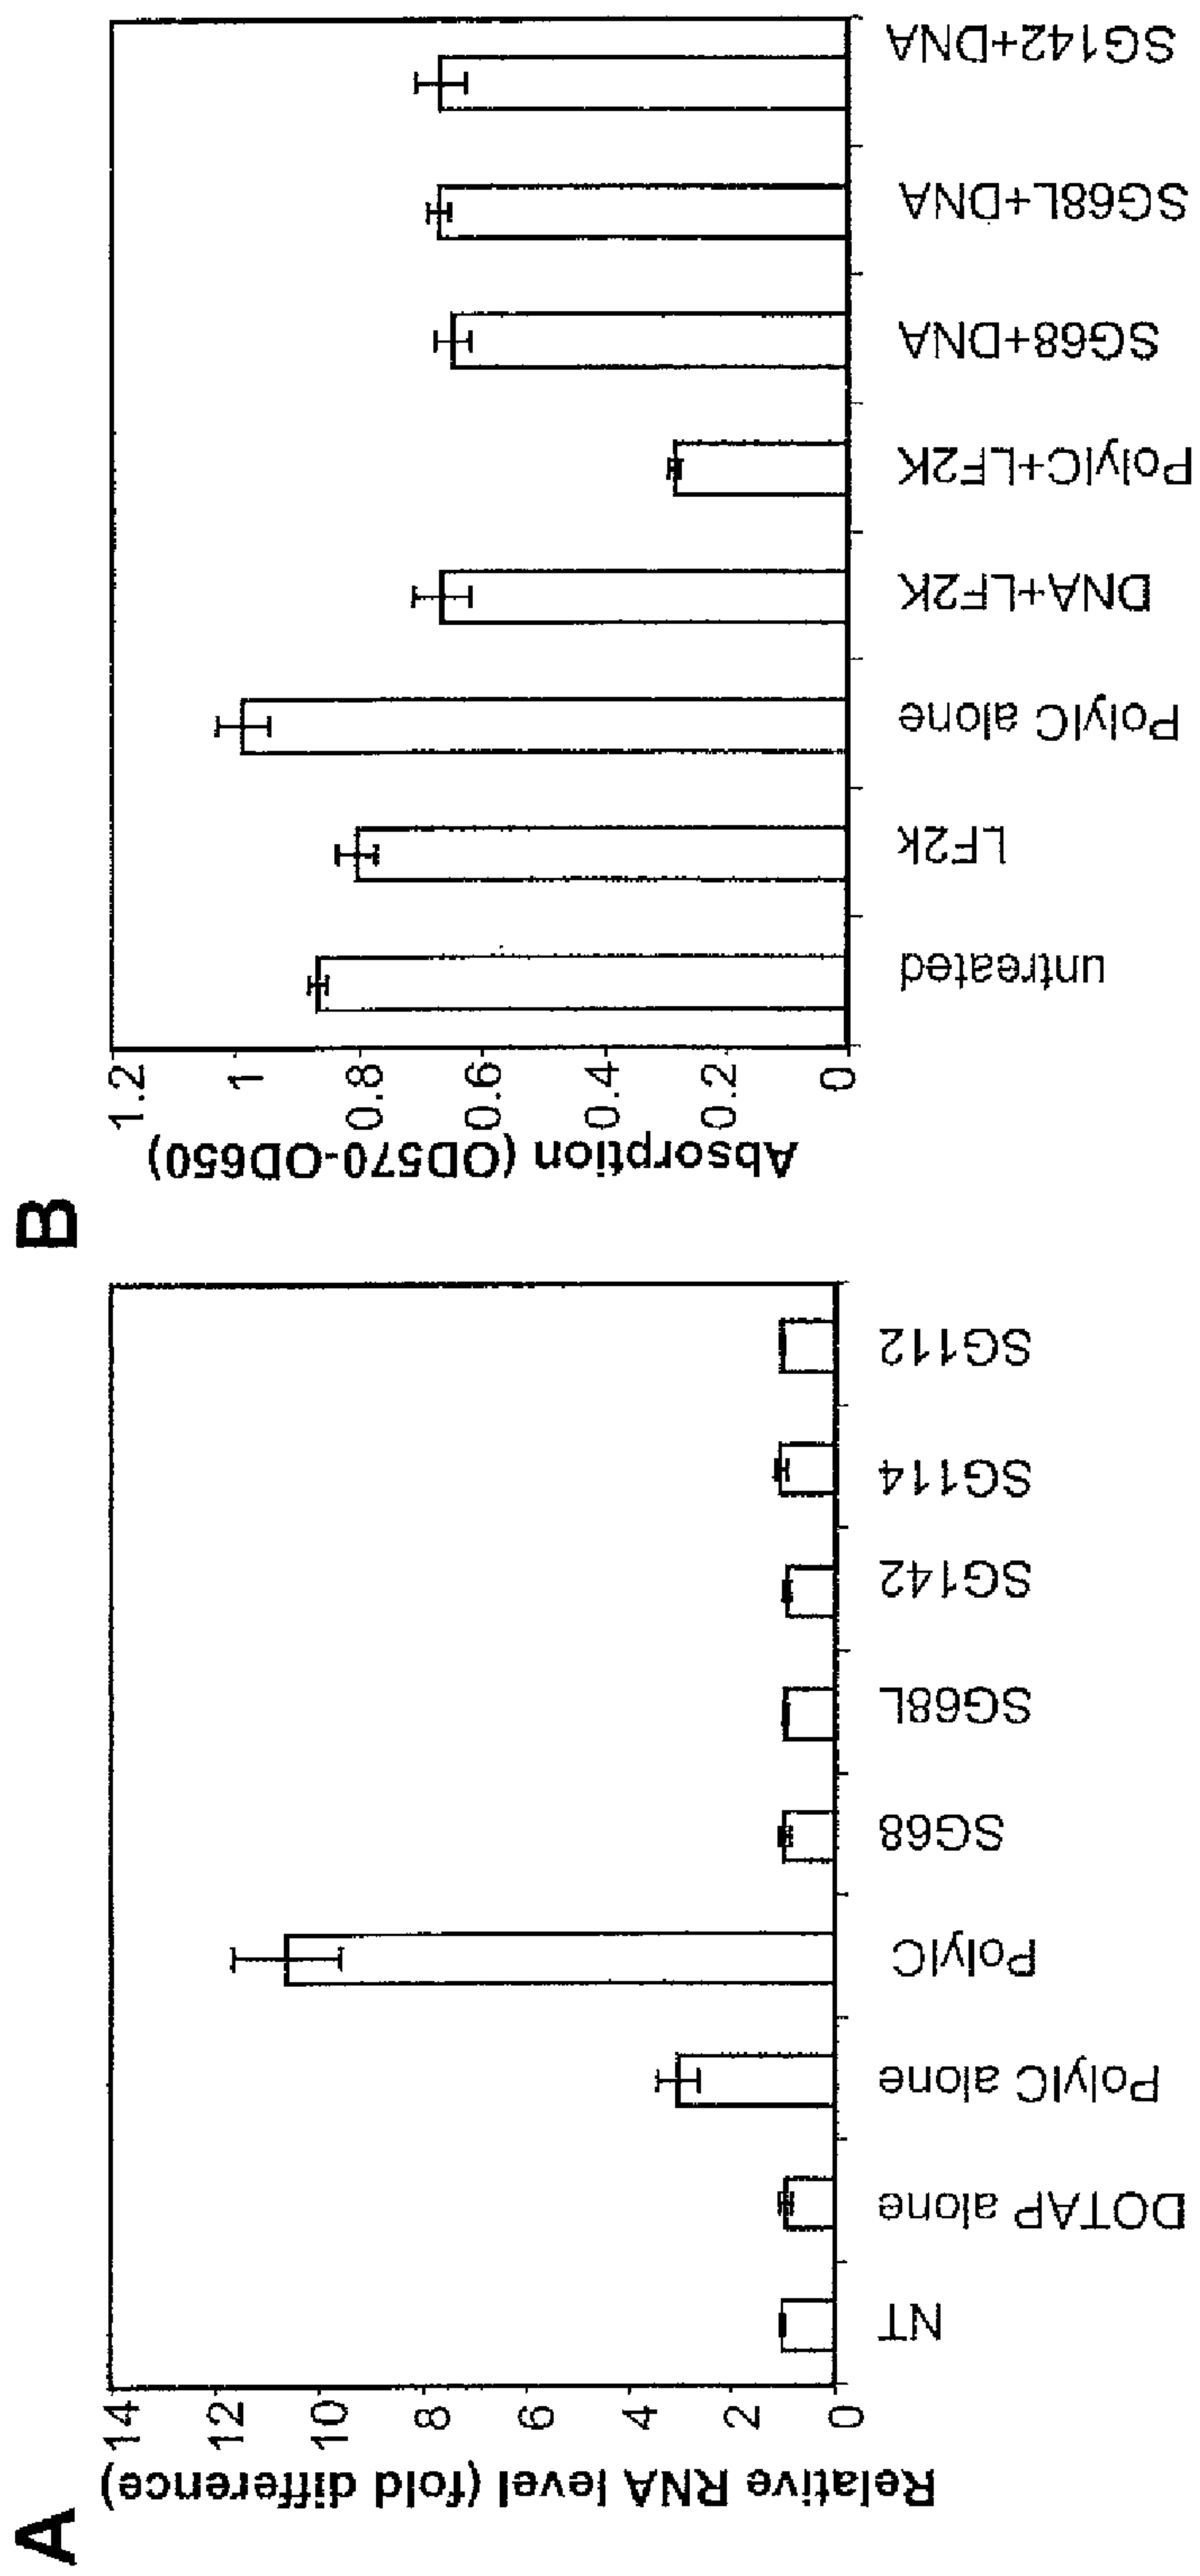 A
Relative RNA level (fold difference)
14
12
10
8
6
4
2
0
NT
DOTAP alone
PolyIC alone
PolyIC
SG68
SG68L
SG142
SG114
SG112
B
Absorption (OD570-OD650)
1.2
1
0.8
0.6
0.4
0.2
0
untreated
LF2k
PolyIC alone
DNA+LF2K
PolyIC+LF2K
SG68+DNA
SG68L+DNA
SG142+DNA